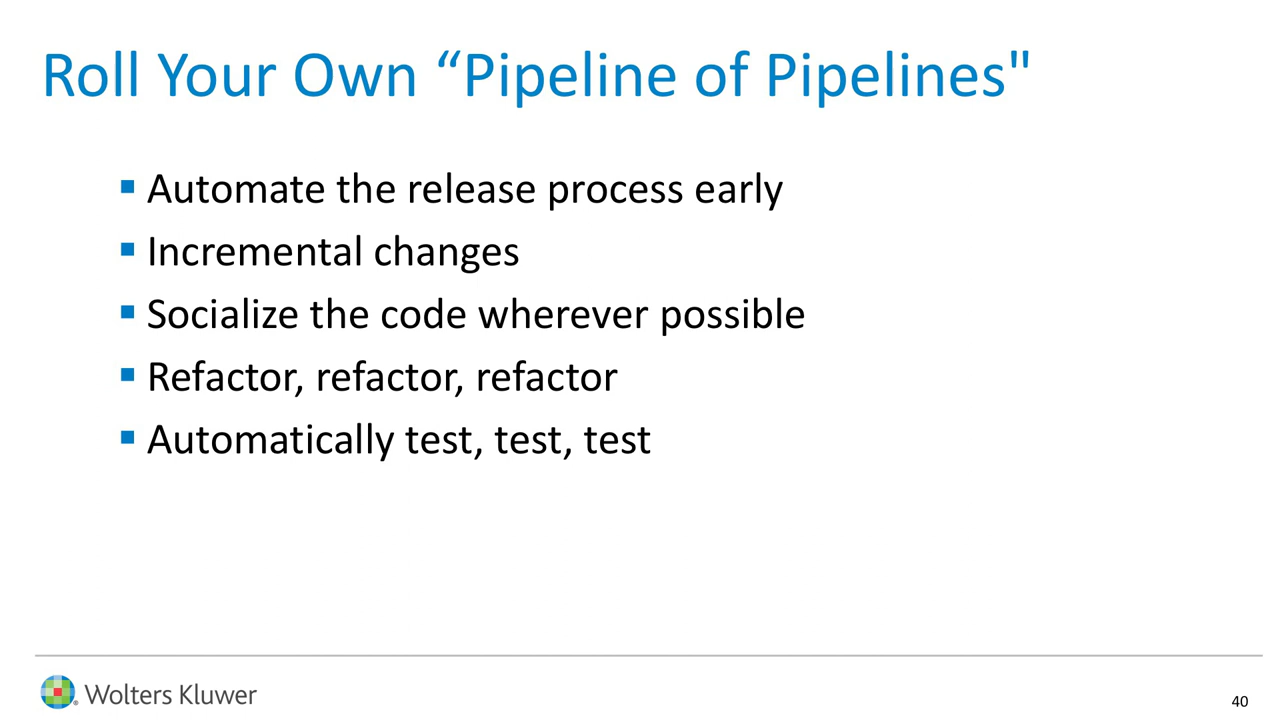 Roll Your Own “Pipeline of Pipelines"
▪ Automate the release process early
▪ Incremental changes
▪ Socialize the code wherever possible
▪ Refactor, refactor, refactor
▪ Automatically test, test, test
® Wolters Kluwer
40